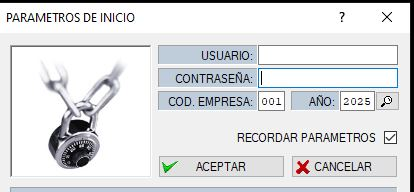 PARAMETROS DE INICIO
USUARIO:
CONTRASEÑA:
COD. EMPRESA: 001 AÑO: 2025
RECORDAR PARAMETROS
ACEPTAR CANCELAR